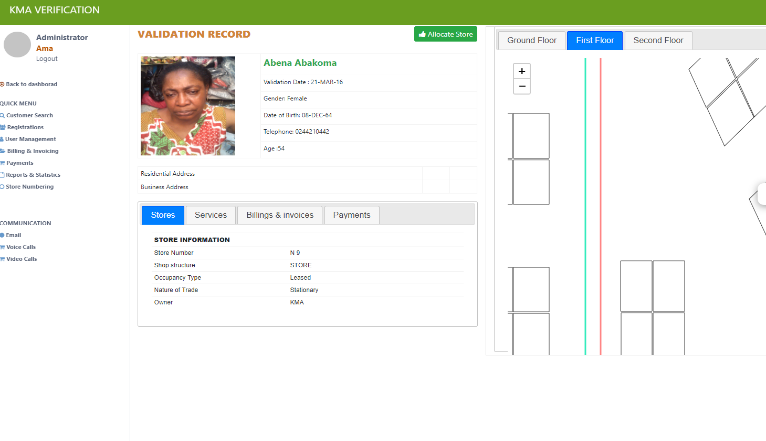 KMA VERIFICATION
Administrator
Ama
Logout
Back to dashborad
QUICK MENU
Customer Search
Registrations
User Management
Billing & Invoicing
Payments
Reports & Statistics
Store Numbering
COMMUNICATION
Email
Voice Calls
Video Calls
VALIDATION RECORD
Allocate Store
Abena Abakoma
Validation Date : 21-MAR-16
Gender: Female
Date of Birth: 08-DEC-64
Telephone: 0244210442
Age :54
Residential Address
Business Address
Stores Services Billings & invoices Payments
STORE INFORMATION
Store Number N 9
Shop structure STORE
Occupancy Type Leased
Nature of Trade Stationary
Owner KMA
Ground Floor First Floor Second Floor
+
−